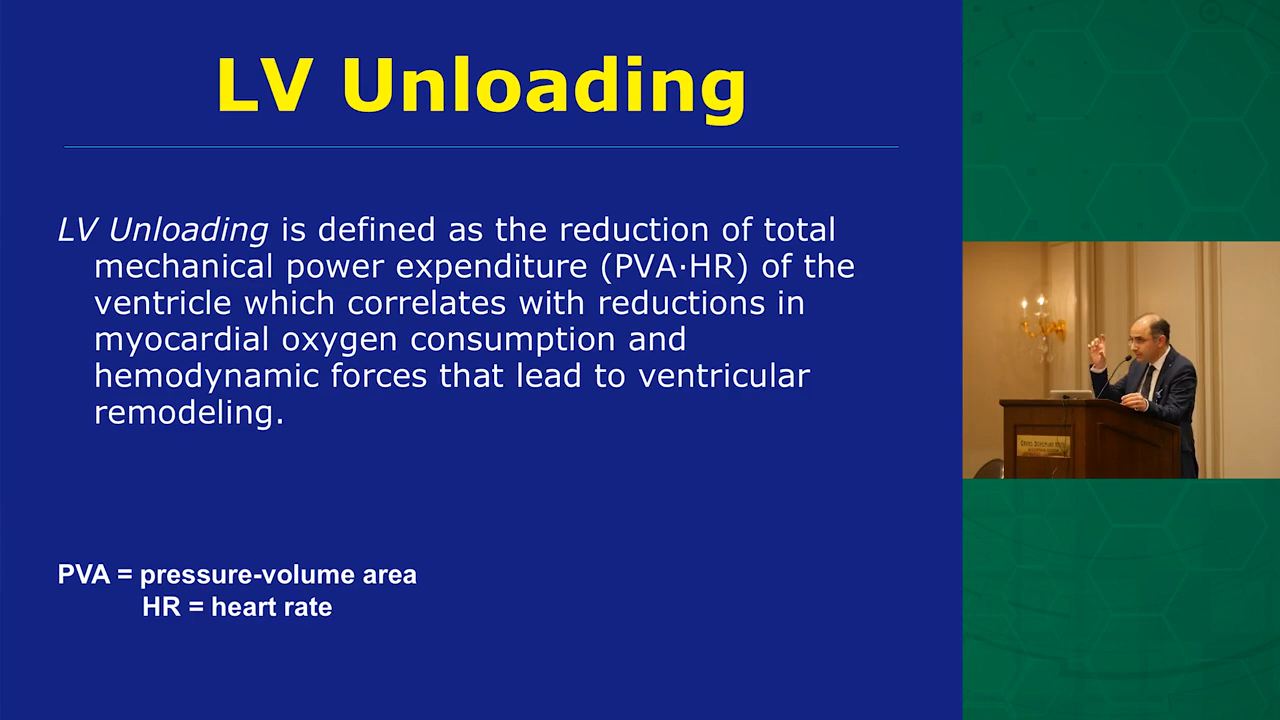 LV Unloading
LV Unloading is defined as the reduction of total
mechanical power expenditure (PVA·HR) of the
ventricle which correlates with reductions in
myocardial oxygen consumption and
hemodynamic forces that lead to ventricular
remodeling.
PVA = pressure-volume area
HR = heart rate